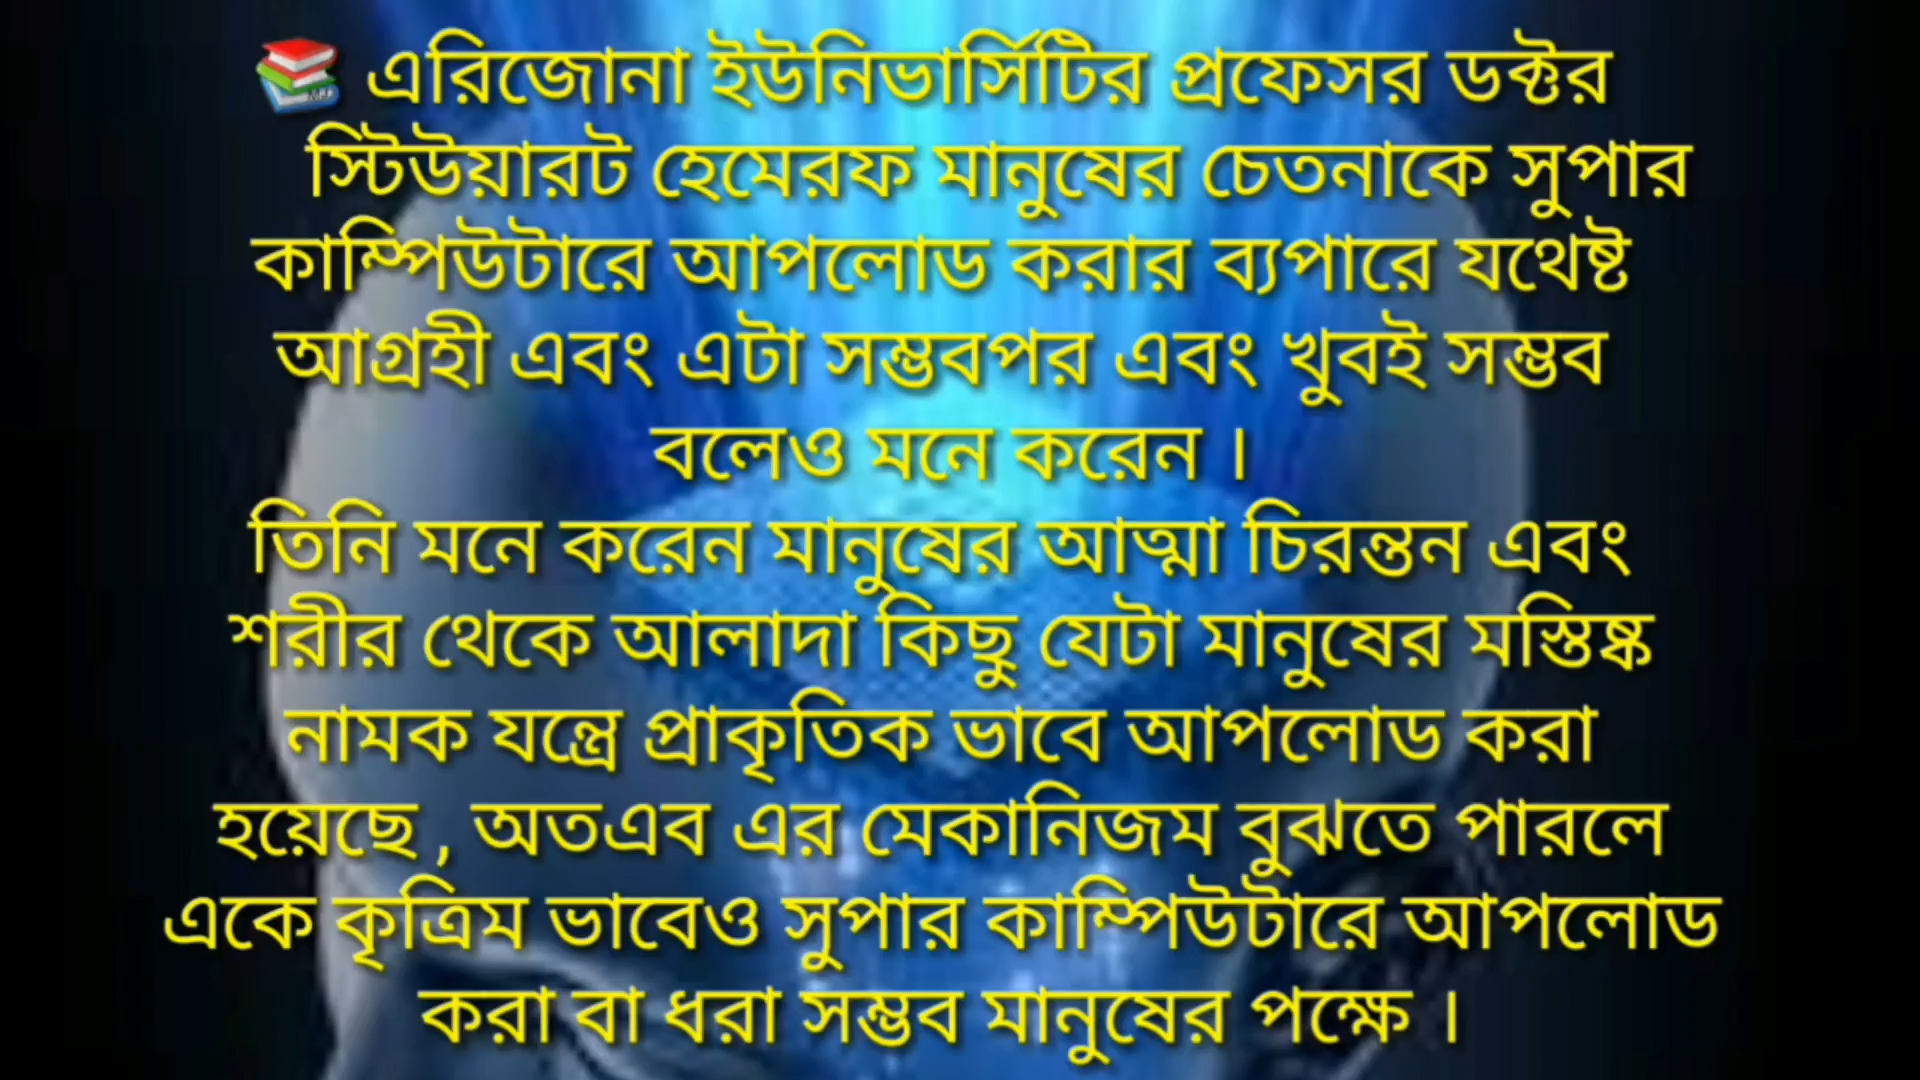 এরিজোনা ইউনিভার্সিটির প্রফেসর ডক্টর
স্টিউয়ারট হেমেরফ মানুষের চেতনাকে সুপার
কাম্পিউটারে আপলোড করার ব্যপারে যথেষ্ট
আগ্রহী এবং এটা সম্ভবপর এবং খুবই সম্ভব
বলেও মনে করেন ।
তিনি মনে করেন মানুষের আত্মা চিরন্তন এবং
শরীর থেকে আলাদা কিছু যেটা মানুষের মস্তিষ্ক
নামক যন্ত্রে প্রাকৃতিক ভাবে আপলোড করা
হয়েছে , অতএব এর মেকানিজম বুঝতে পারলে
একে কৃত্রিম ভাবেও সুপার কাম্পিউটারে আপলোড
করা বা ধরা সম্ভব মানুষের পক্ষে ।